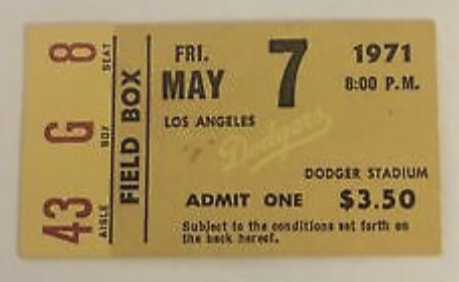 8
SEAT
G
BOX
43
AISLE
FIELD BOX
FRI.
MAY
7
1971
8:00 P.M.
LOS ANGELES
Dodgers
DODGER STADIUM
ADMIT ONE $3.50
Subject to the conditions set forth on
the back hereof.